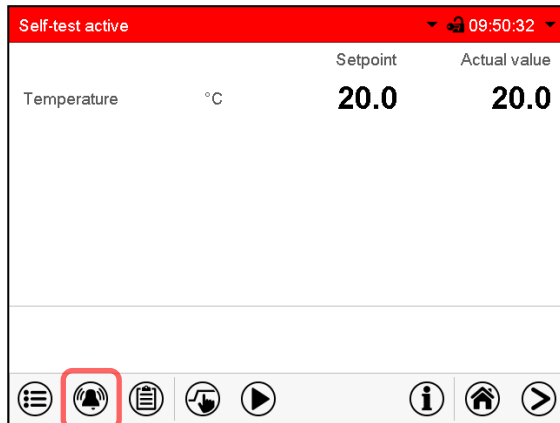 Self-test active 09:50:32
Setpoint Actual value
Temperature °C 20.0 20.0